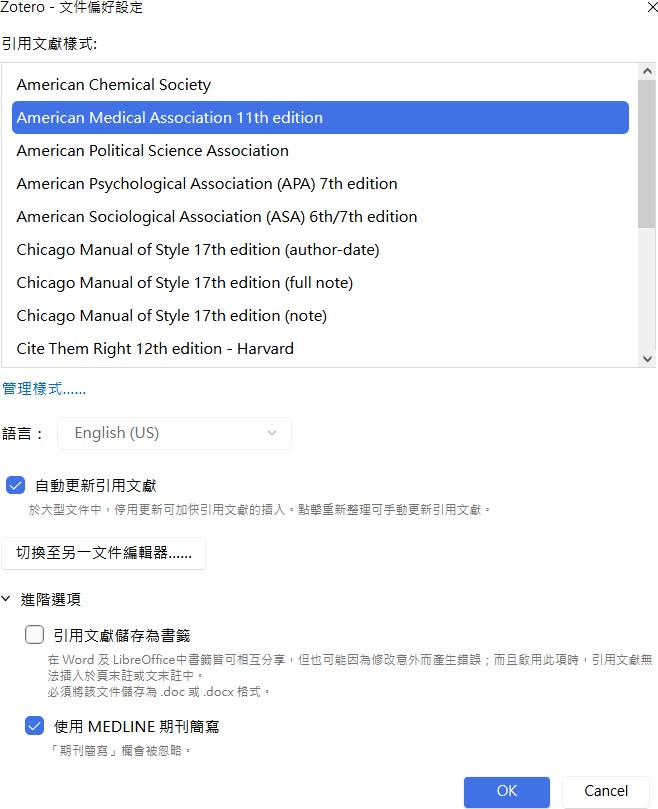 Zotero - 文件偏好設定
引用文獻樣式:
American Chemical Society
American Medical Association 11th edition
American Political Science Association
American Psychological Association (APA) 7th edition
American Sociological Association (ASA) 6th/7th edition
Chicago Manual of Style 17th edition (author-date)
Chicago Manual of Style 17th edition (full note)
Chicago Manual of Style 17th edition (note)
Cite Them Right 12th edition - Harvard
管理樣式......
語言：
English (US)
自動更新引用文獻
於大型文件中，停用更新可加快引用文獻的插入。點擊重新整理可手動更新引用文獻。
切換至另一文件編輯器......
進階選項
引用文獻儲存為書籤
在 Word 及 LibreOffice中書籤皆可相互分享，但也可能因為修改意外而產生錯誤；而且啟用此項時，引用文獻無
法插入於頁末註或文末註中。
必須將該文件儲存為 .doc 或 .docx 格式。
使用 MEDLINE 期刊簡寫
「期刊簡寫」欄會被忽略。
OK
Cancel